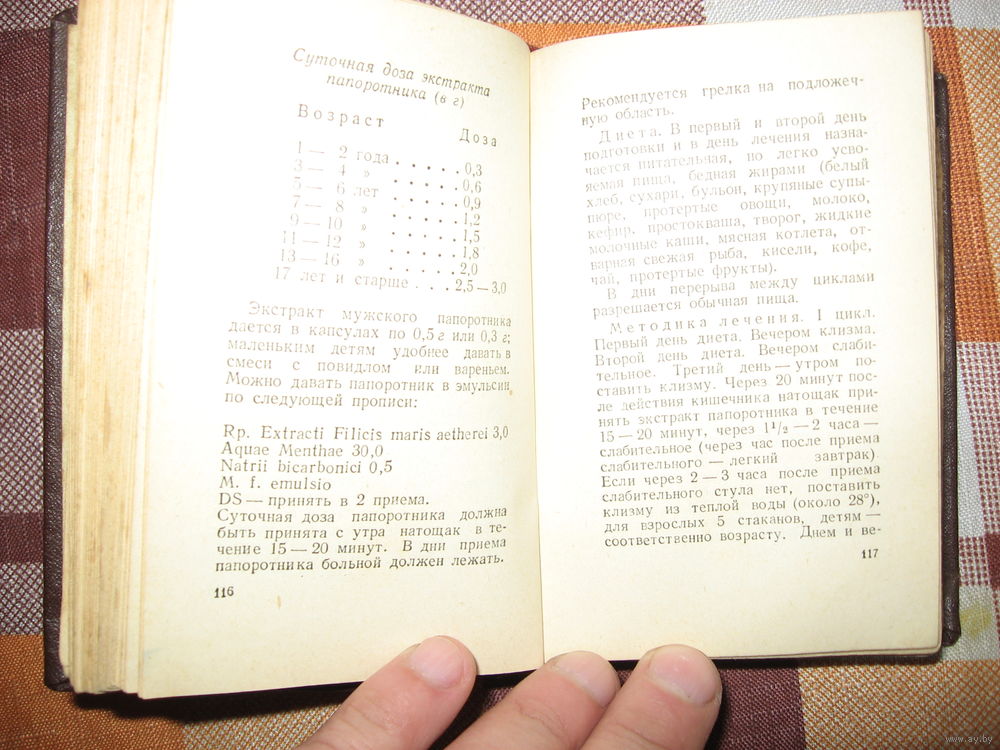 Суточная доза экстракта
папоротника (в г)
Возраст Доза
1 — 2 года . . . . . 0,3
3 — 4 » . . . . . 0,6
5 — 6 лет . . . . . 0,9
7 — 8 » . . . . . 1,2
9 — 10 » . . . . . 1,5
11 — 12 » . . . . . 1,8
13 — 16 » . . . . . 2,0
17 лет и старше . . . 2,5 — 3,0
Экстракт мужского папоротника
дается в капсулах по 0,5 г или 0,3 г;
маленьким детям удобнее давать в
смеси с повидлом или вареньем.
Можно давать папоротник в эмульсии
по следующей прописи:
Rp. Extracti Filicis maris aetherei 3,0
Aquae Menthae 30,0
Natrii bicarbonici 0,5
M. f. emulsio
DS — принять в 2 приема.
Суточная доза папоротника должна
быть принята с утра натощак в те-
чение 15 — 20 минут. В дни приема
папоротника больной должен лежать.
116
Рекомендуется грелка на подложеч-
ную область.
Диета. В первый и второй день
подготовки и в день лечения назна-
чается питательная, но легко усво-
яемая пища, бедная жирами (белый
хлеб, сухари, бульон, крупяные супы-
пюре, протертые овощи, молоко,
кефир, простокваша, творог, жидкие
молочные каши, мясная котлета, от-
варная свежая рыба, кисели, кофе,
чай, протертые фрукты).
В дни перерыва между циклами
разрешается обычная пища.
Методика лечения. I цикл.
Первый день диета. Вечером клизма.
Второй день диета. Вечером слаби-
тельное. Третий день — утром по-
ставить клизму. Через 20 минут пос-
ле действия кишечника натощак при-
нять экстракт папоротника в течение
15 — 20 минут, через 1½ — 2 часа —
слабительное (через час после приема
слабительного — легкий завтрак)
Если через 2 — 3 часа после приема
слабительного стула нет, поставить
клизму из теплой воды (около 28°),
для взрослых 5 стаканов, детям —
соответственно возрасту. Днем и ве-
117
www.ay.by